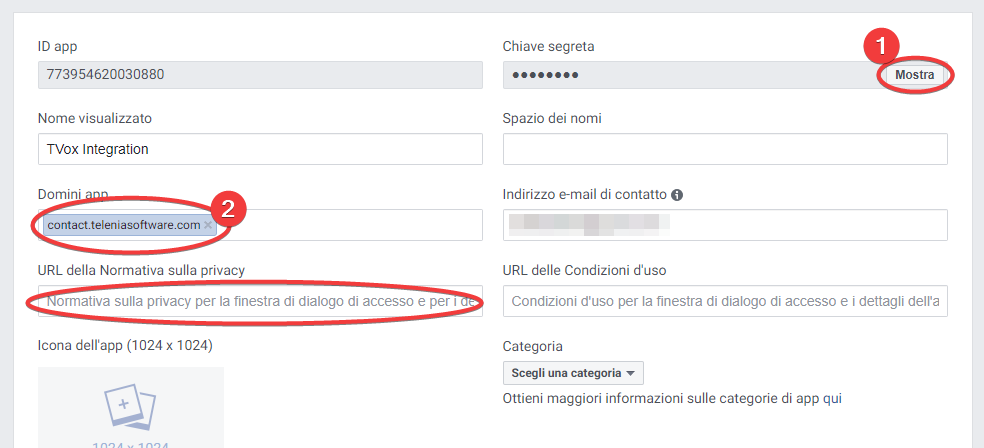 ID app
773954620030880
Chiave segreta
●●●●●●●●
Mostra
1
Nome visualizzato
TVox Integration
Spazio dei nomi
Domini app
contact.teleniasoftware.com ×
2
Indirizzo e-mail di contatto
URL della Normativa sulla privacy
Normativa sulla privacy per la finestra di dialogo di accesso e per i de
URL delle Condizioni d'uso
Condizioni d'uso per la finestra di dialogo di accesso e i dettagli dell'a
Icona dell'app (1024 x 1024)
1024 x 1024
Categoria
Scegli una categoria
Ottieni maggiori informazioni sulle categorie di app qui